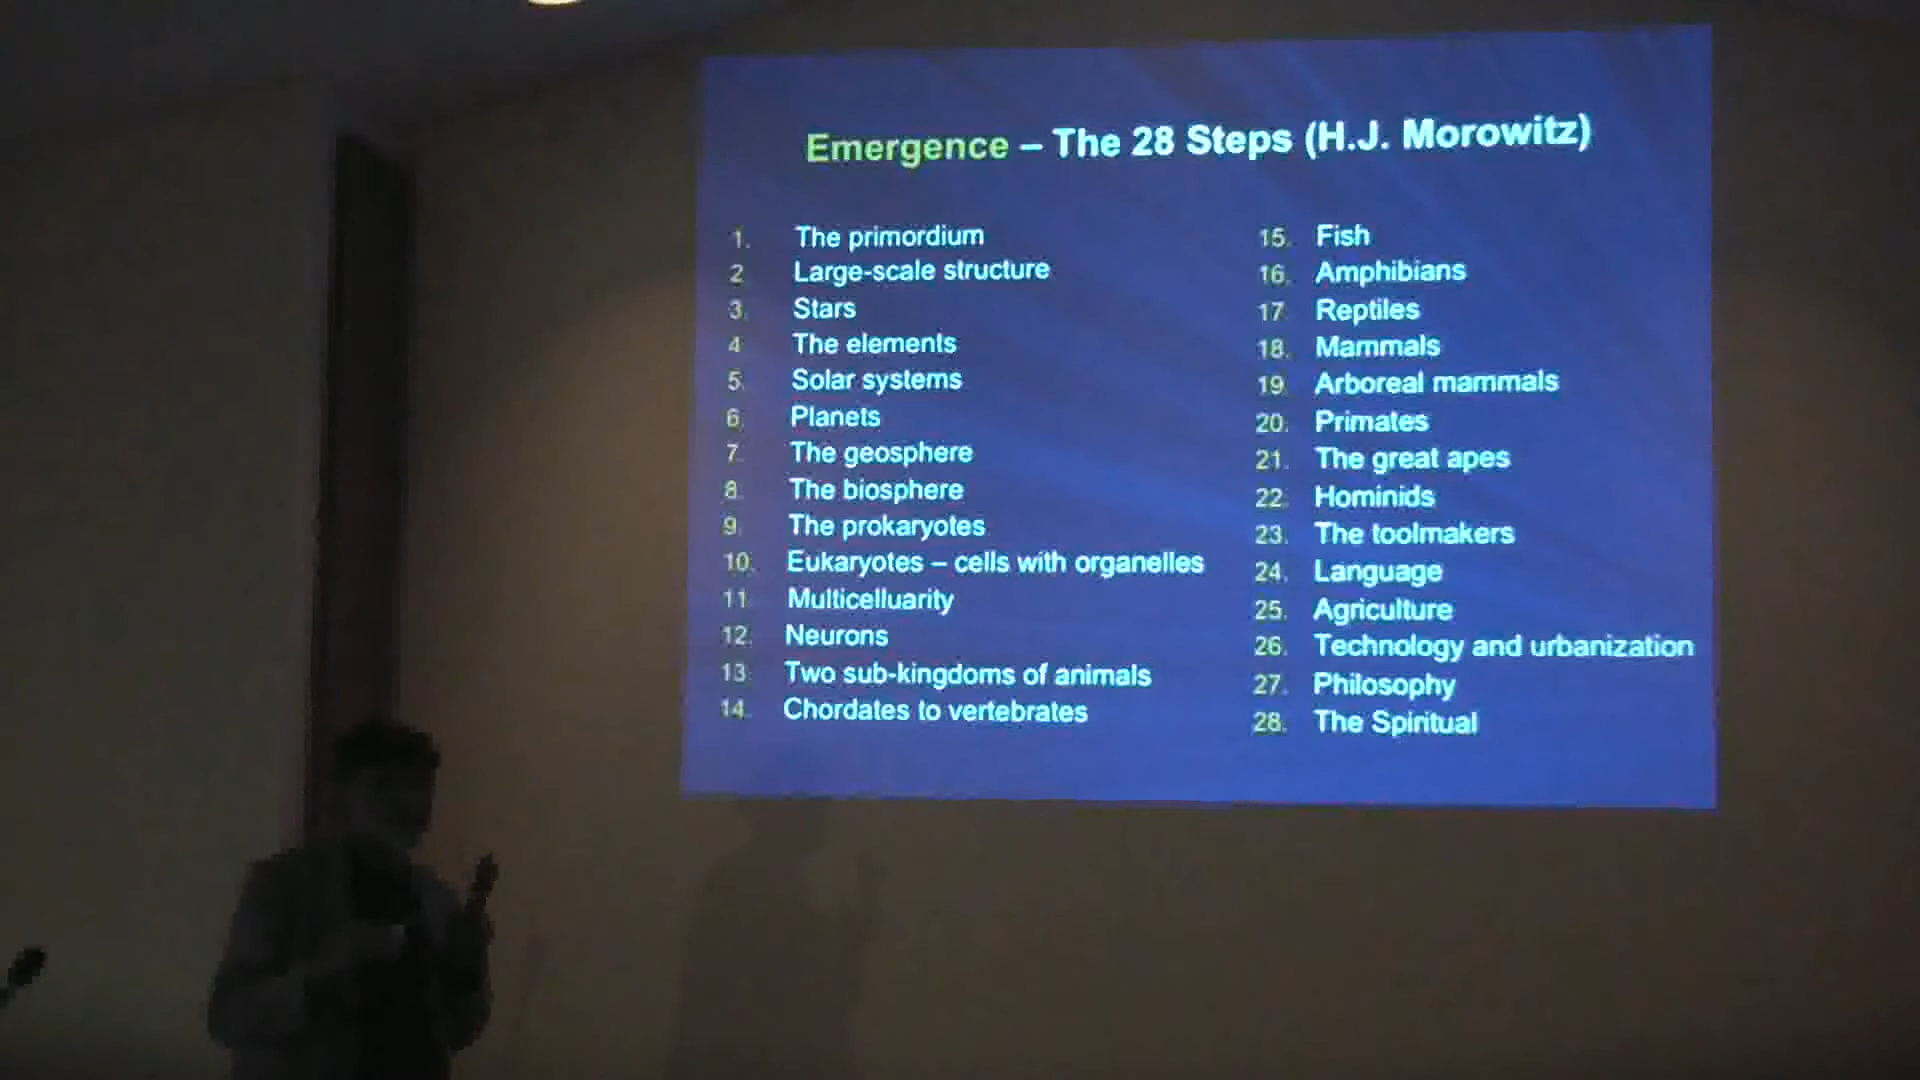 Emergence – The 28 Steps (H.J. Morowitz)
1. The primordium
2 Large-scale structure
3. Stars
4 The elements
5. Solar systems
6. Planets
7. The geosphere
8. The biosphere
9. The prokaryotes
10. Eukaryotes – cells with organelles
11 Multicelluarity
12. Neurons
13. Two sub-kingdoms of animals
14. Chordates to vertebrates
15. Fish
16. Amphibians
17 Reptiles
18. Mammals
19. Arboreal mammals
20. Primates
21. The great apes
22. Hominids
23. The toolmakers
24. Language
25. Agriculture
26. Technology and urbanization
27. Philosophy
28. The Spiritual